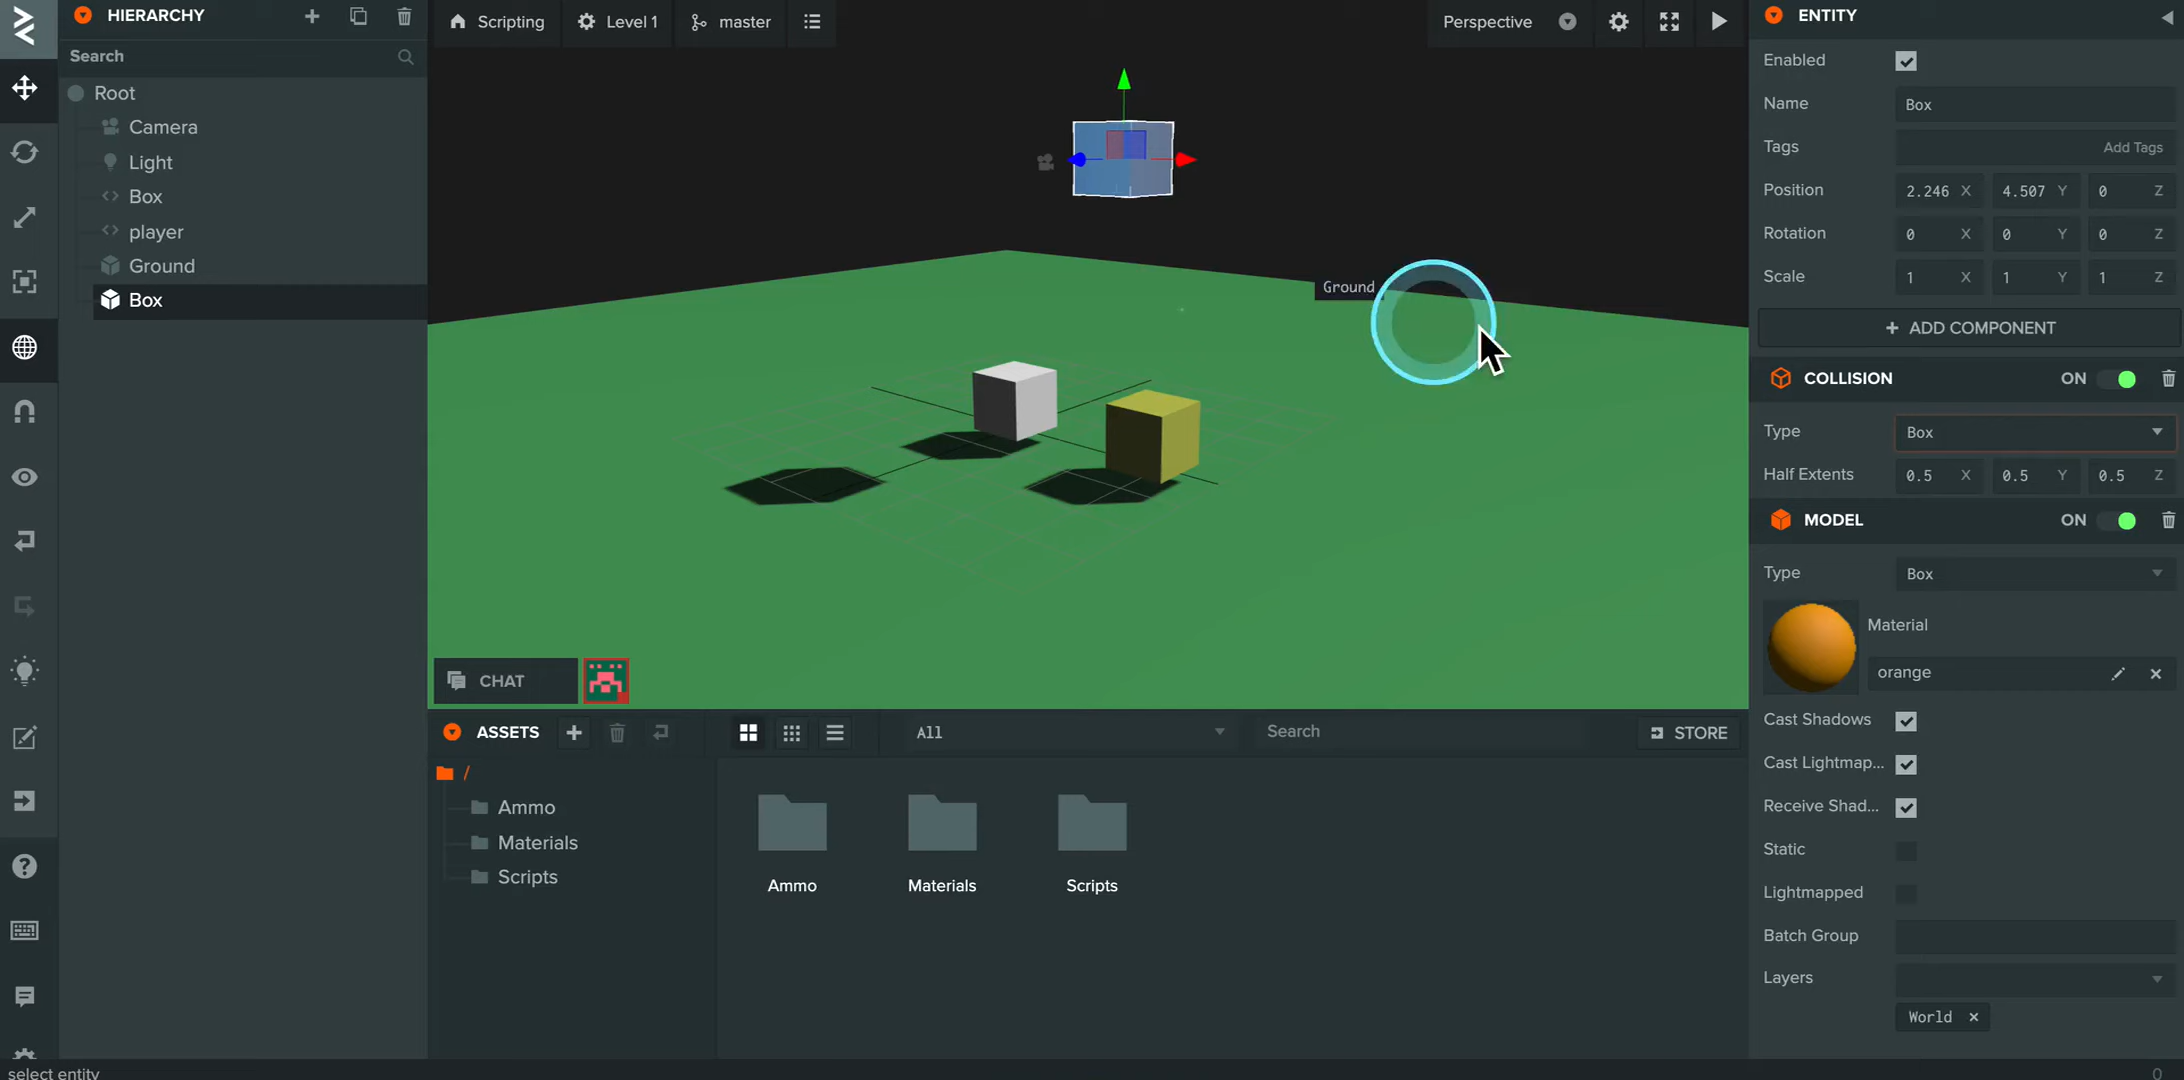 HIERARCHY
Search
Root
Camera
Light
Box
player
Ground
Box
Scripting
Level 1
master
Perspective
Ground
CHAT
ASSETS
All
Search
STORE
/
Ammo
Materials
Scripts
Ammo
Materials
Scripts
ENTITY
Enabled
Name Box
Tags Add Tags
Position 2.246 X 4.507 Y 0 Z
Rotation 0 X 0 Y 0 Z
Scale 1 X 1 Y 1 Z
+ ADD COMPONENT
COLLISION ON
Type Box
Half Extents 0.5 X 0.5 Y 0.5 Z
MODEL ON
Type Box
Material
orange
Cast Shadows
Cast Lightmap...
Receive Shad...
Static
Lightmapped
Batch Group
Layers
World
select entity
0